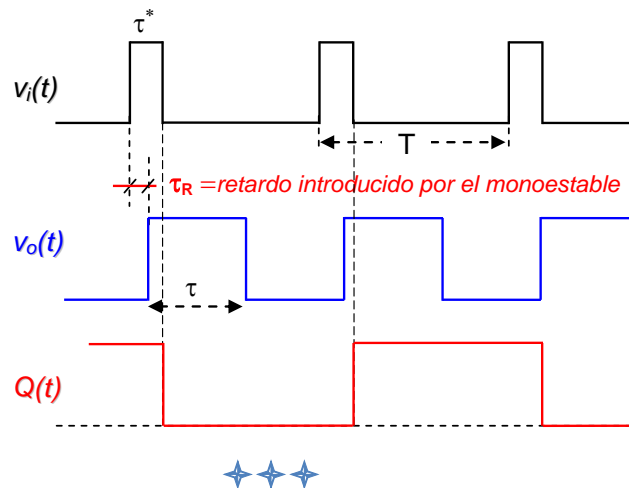 τ*
vᵢ(t)
T
τR =retardo introducido por el monoestable
vₒ(t)
τ
Q(t)